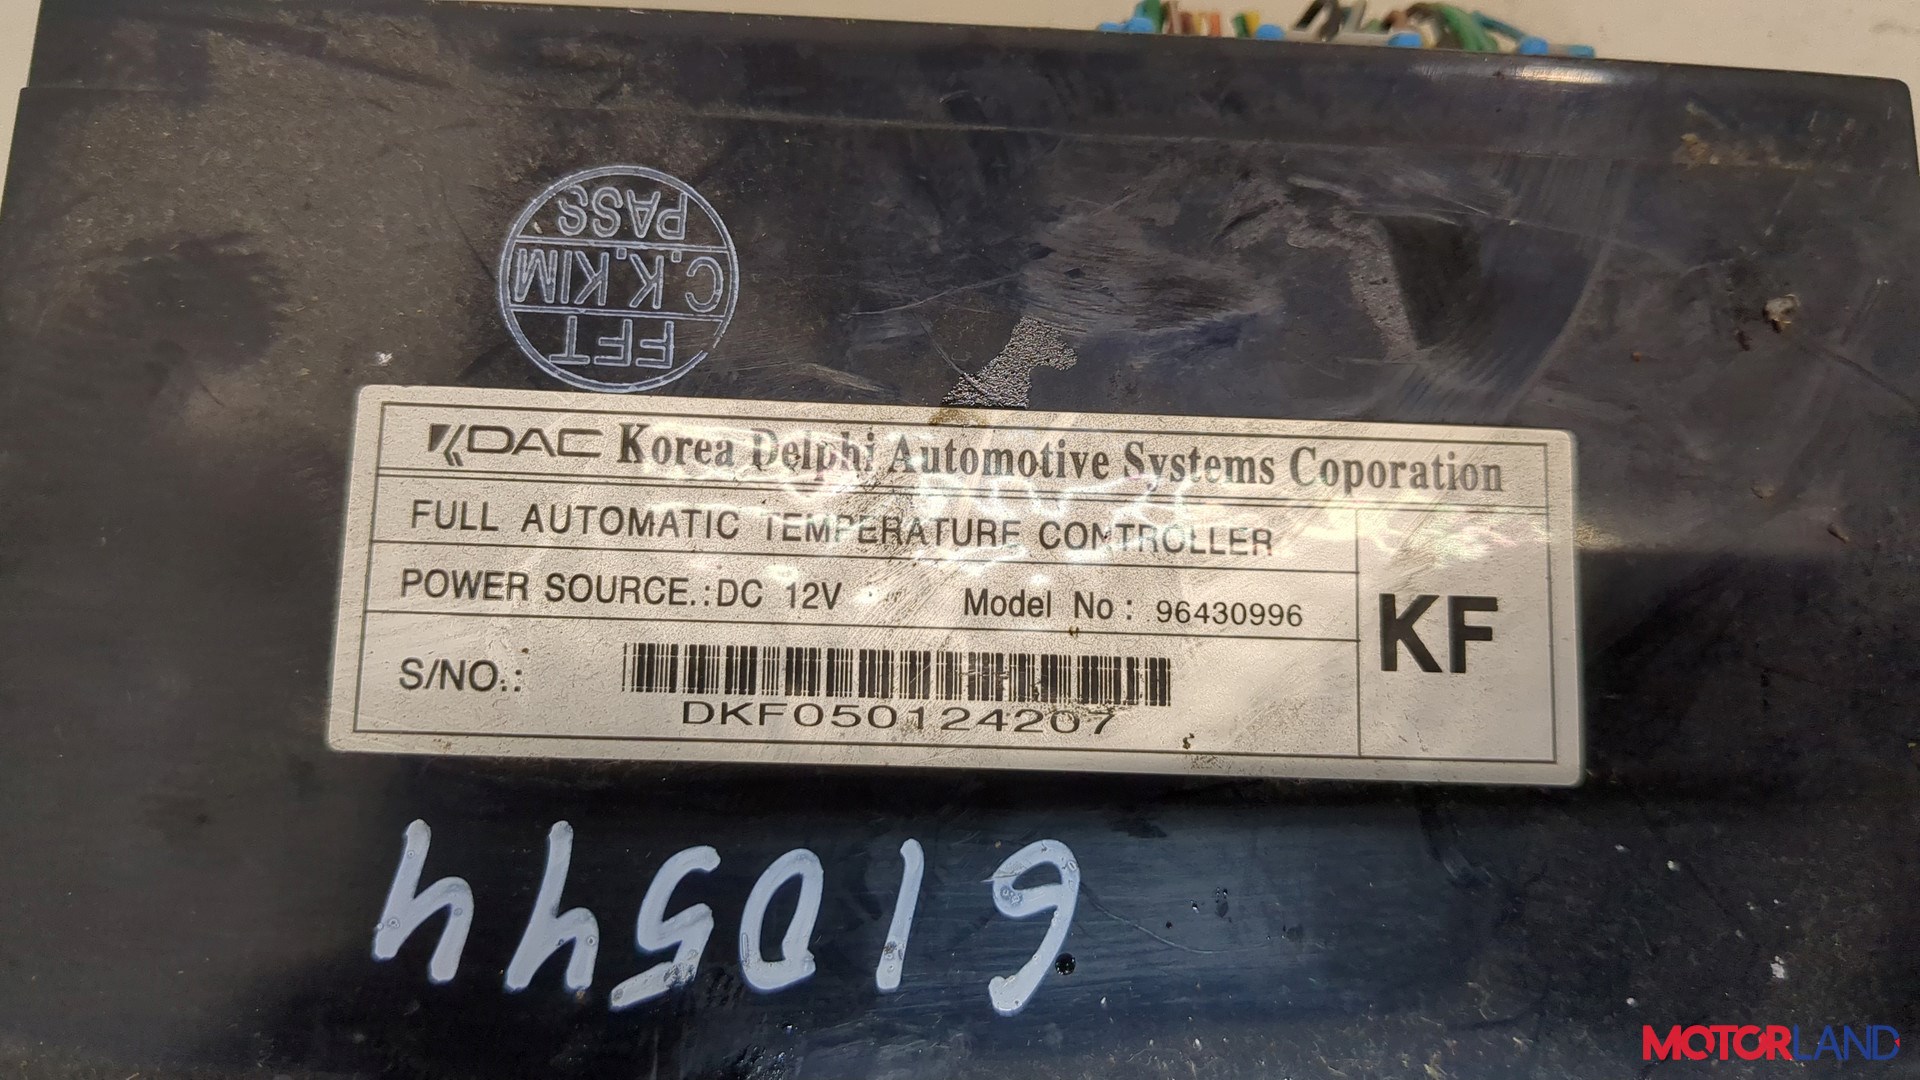 FFT
C.K.KIM
PASS
KDAC Korea Delphi Automotive Systems Coporation
FULL AUTOMATIC TEMPERATURE CONTROLLER
POWER SOURCE.:DC 12V Model No: 96430996
KF
S/NO.:
DKF050124207
610544
MOTORLAND